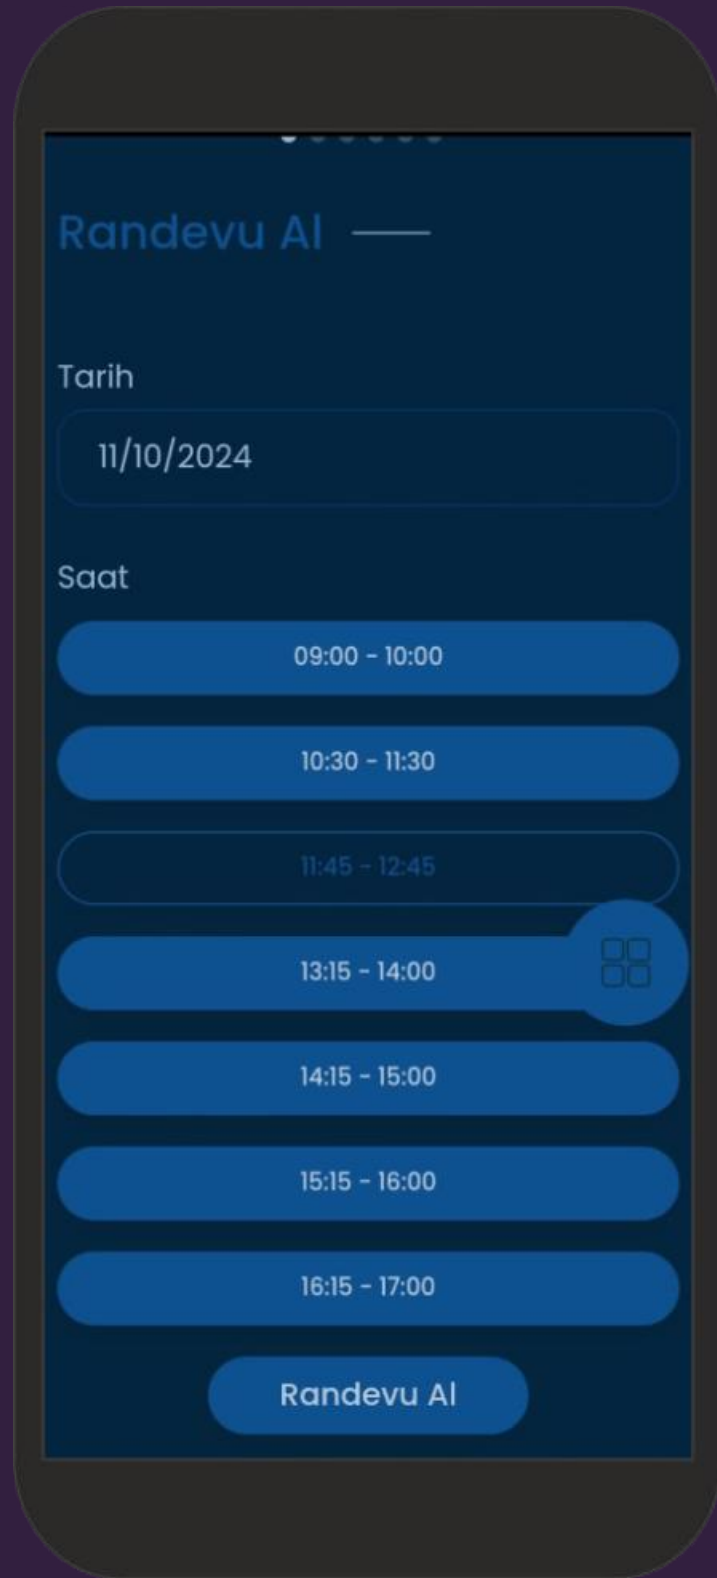 Randevu Al
Tarih
11/10/2024
Saat
09:00 - 10:00
10:30 - 11:30
11:45 - 12:45
13:15 - 14:00
14:15 - 15:00
15:15 - 16:00
16:15 - 17:00
Randevu Al